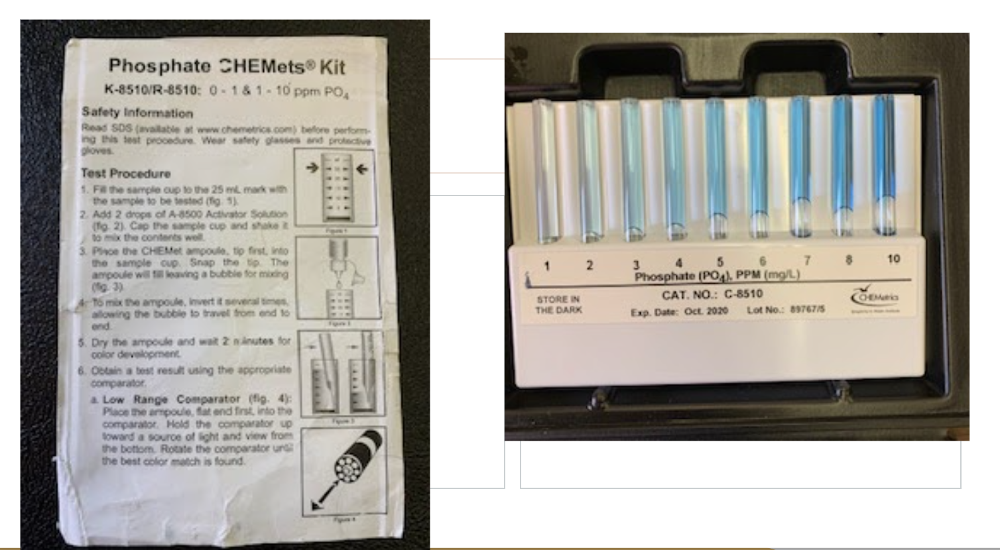 Phosphate CHEMets® Kit
K-8510/R-8510: 0 - 1 & 1 - 10 ppm PO4
Safety Information
Read SDS (available at www.chemetrics.com) before perform-
ing this test procedure. Wear safety glasses and protective
gloves.
Test Procedure
1. Fill the sample cup to the 25 mL mark with
the sample to be tested (fig. 1).
2. Add 2 drops of A-8500 Activator Solution
(fig. 2). Cap the sample cup and shake it
to mix the contents well.
3. Place the CHEMet ampoule, tip first, into
the sample cup. Snap the tip. The
ampoule will fill leaving a bubble for mixing
(fig. 3).
4. To mix the ampoule, invert it several times,
allowing the bubble to travel from end to
end.
5. Dry the ampoule and wait 2 minutes for
color development.
6. Obtain a test result using the appropriate
comparator.
a. Low Range Comparator (fig. 4):
Place the ampoule, flat end first, into the
comparator. Hold the comparator up
toward a source of light and view from
the bottom. Rotate the comparator until
the best color match is found.
Figure 1
Figure 3
Figure 4
1 2 3 4 5 6 7 8 10
Phosphate (PO4), PPM (mg/L)
STORE IN
THE DARK
CAT. NO.: C-8510
Exp. Date: Oct. 2020 Lot No.: 89767/5
CHEMetrics